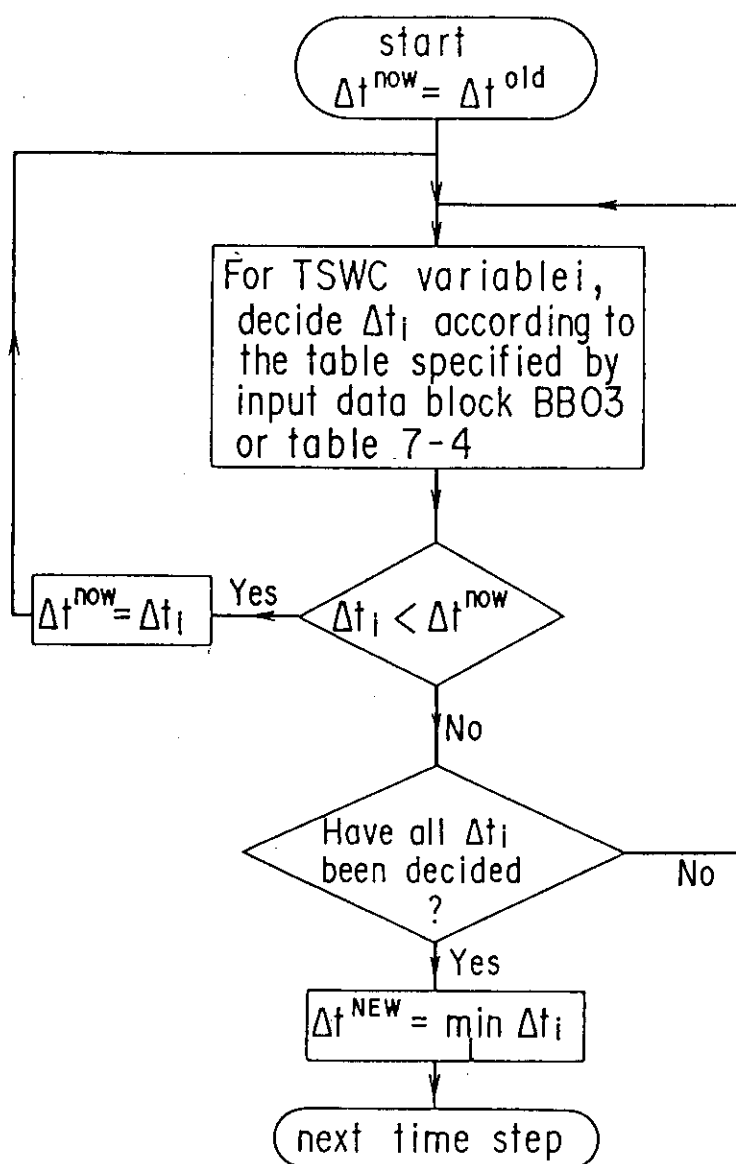 start
Δt^now = Δt^old
For TSWC variable i,
decide Δt_i according to
the table specified by
input data block BB03
or table 7-4
Δt^now = Δt_i
Yes
Δt_i < Δt^now
No
Have all Δt_i
been decided
?
No
Yes
Δt^NEW = min Δt_i
i
next time step